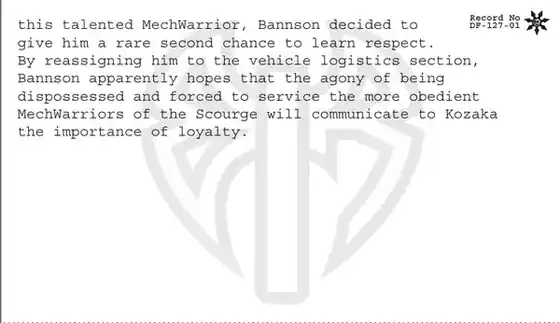 this talented MechWarrior, Bannson decided to
give him a rare second chance to learn respect.
By reassigning him to the vehicle logistics section,
Bannson apparently hopes that the agony of being
dispossessed and forced to service the more obedient
MechWarriors of the Scourge will communicate to Kozaka
the importance of loyalty.
Record No
DF-127-01